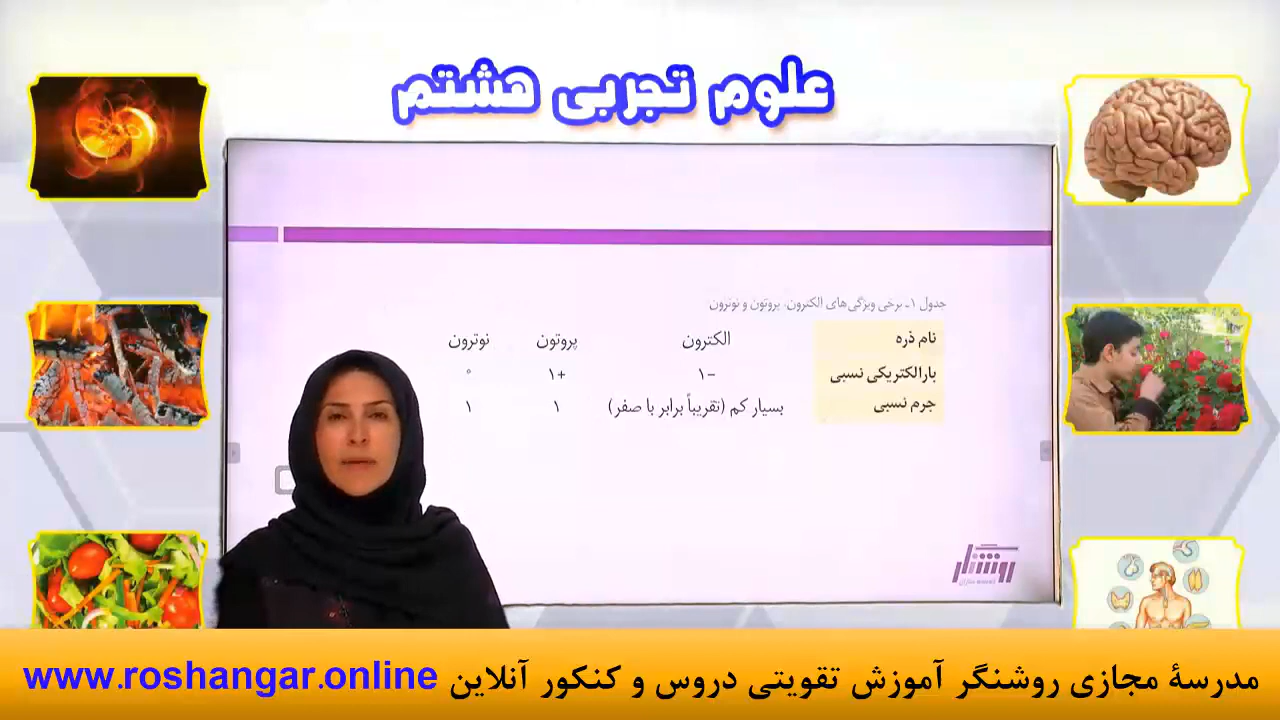 علوم تجربی هشتم
جدول ۱ـ برخی ویژگی‌های الکترون، پروتون و نوترون
نام ذره الکترون پروتون نوترون
بارالکتریکی نسبی ۱− ۱+ ۰
جرم نسبی بسیار کم (تقریباً برابر با صفر) ۱ ۱
روشنگر
مدرسهٔ مجازی روشنگر آموزش تقویتی دروس و کنکور آنلاین www.roshangar.online